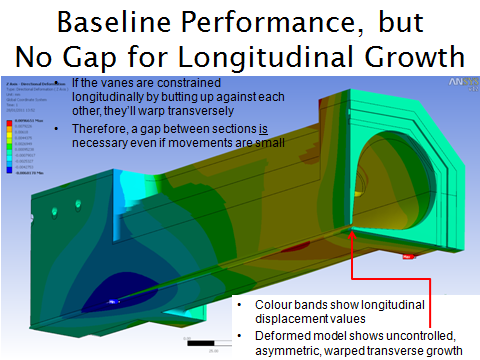 Baseline Performance, but
No Gap for Longitudinal Growth
• If the vanes are constrained
longitudinally by butting up against each
other, they'll warp transversely
• Therefore, a gap between sections is
necessary even if movements are small
AN
• Colour bands show longitudinal
displacement values
• Deformed model shows uncontrolled,
asymmetric, warped transverse growth